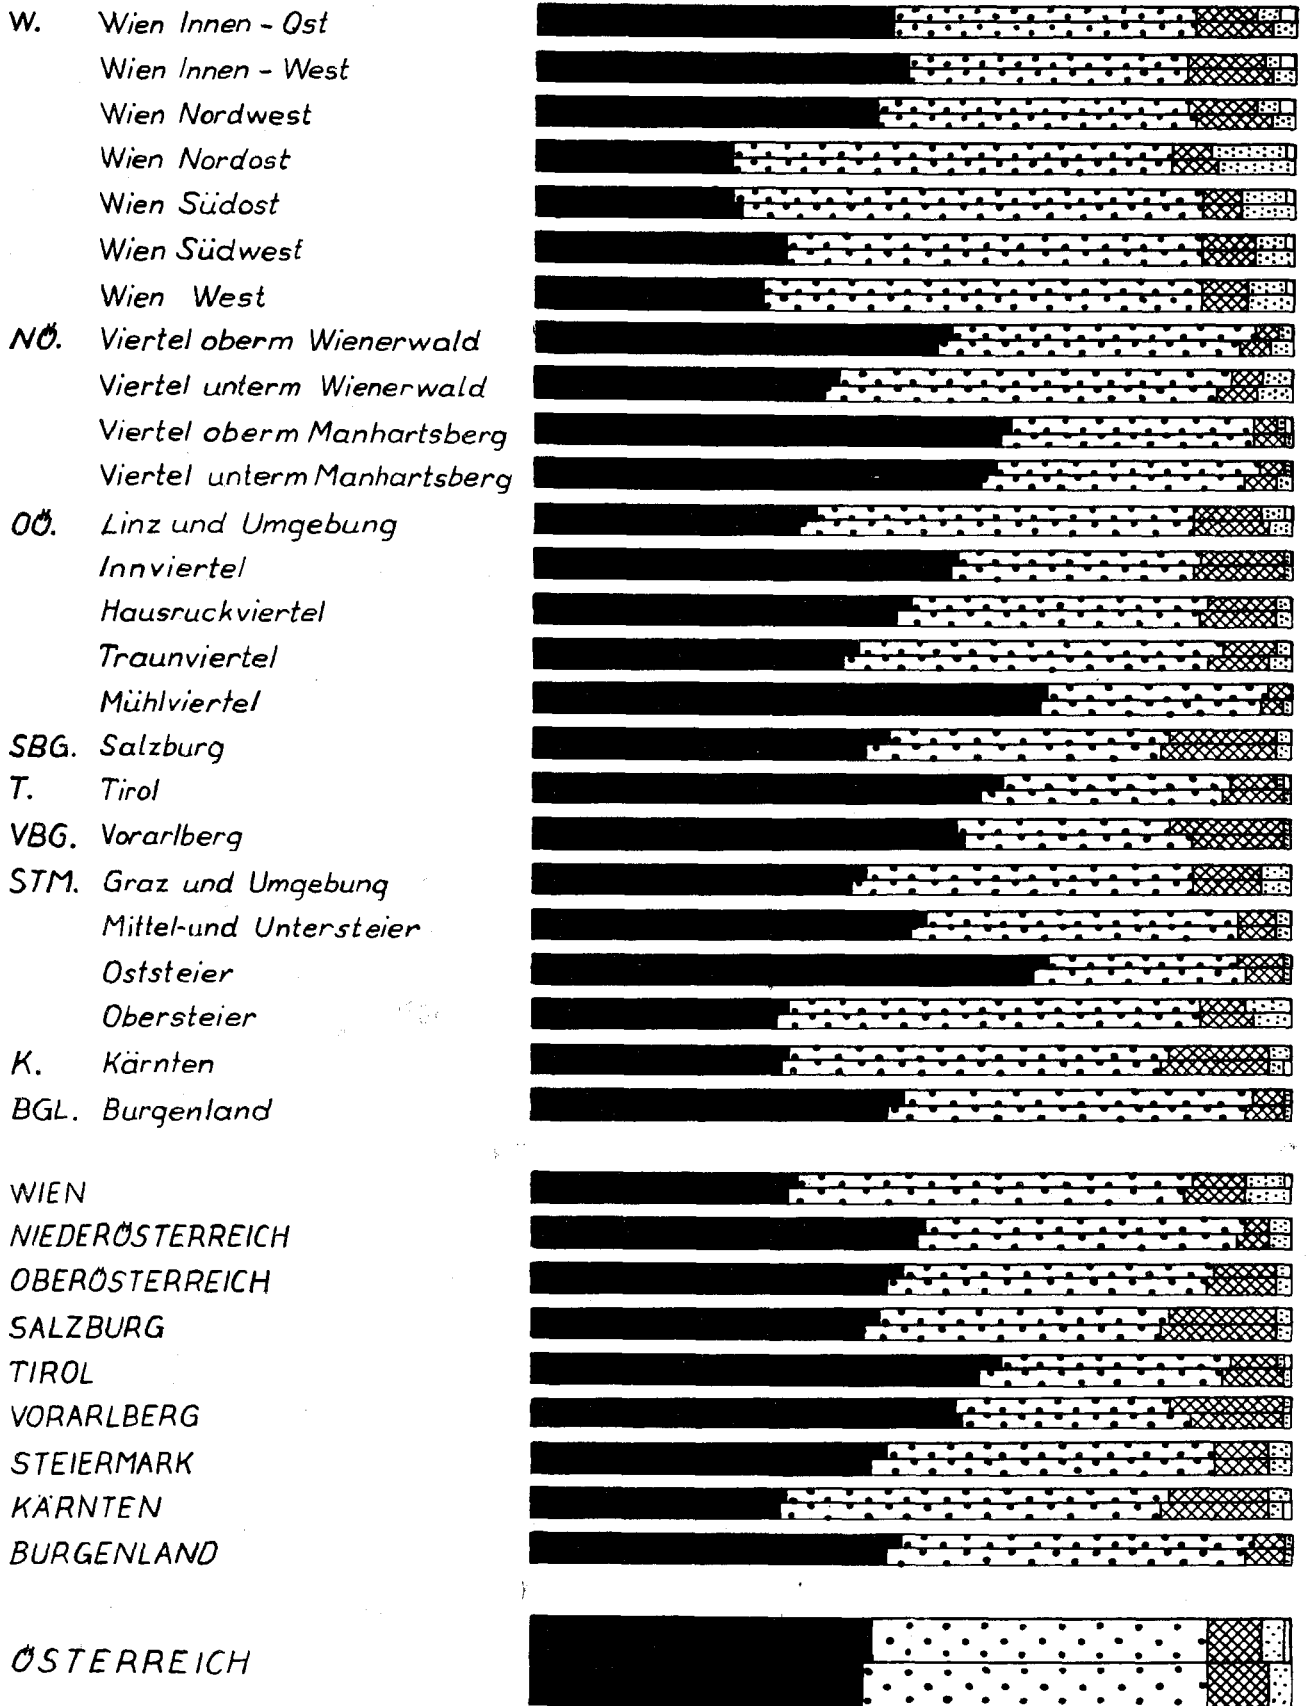 W. Wien Innen - Ost
Wien Innen - West
Wien Nordwest
Wien Nordost
Wien Südost
Wien Südwest
Wien West
NÖ. Viertel oberm Wienerwald
Viertel unterm Wienerwald
Viertel oberm Manhartsberg
Viertel unterm Manhartsberg
OÖ. Linz und Umgebung
Innviertel
Hausruckviertel
Traunviertel
Mühlviertel
SBG. Salzburg
T. Tirol
VBG. Vorarlberg
STM. Graz und Umgebung
Mittel-und Untersteier
Oststeier
Obersteier
K. Kärnten
BGL. Burgenland
WIEN
NIEDERÖSTERREICH
OBERÖSTERREICH
SALZBURG
TIROL
VORARLBERG
STEIERMARK
KÄRNTEN
BURGENLAND
ÖSTERREICH